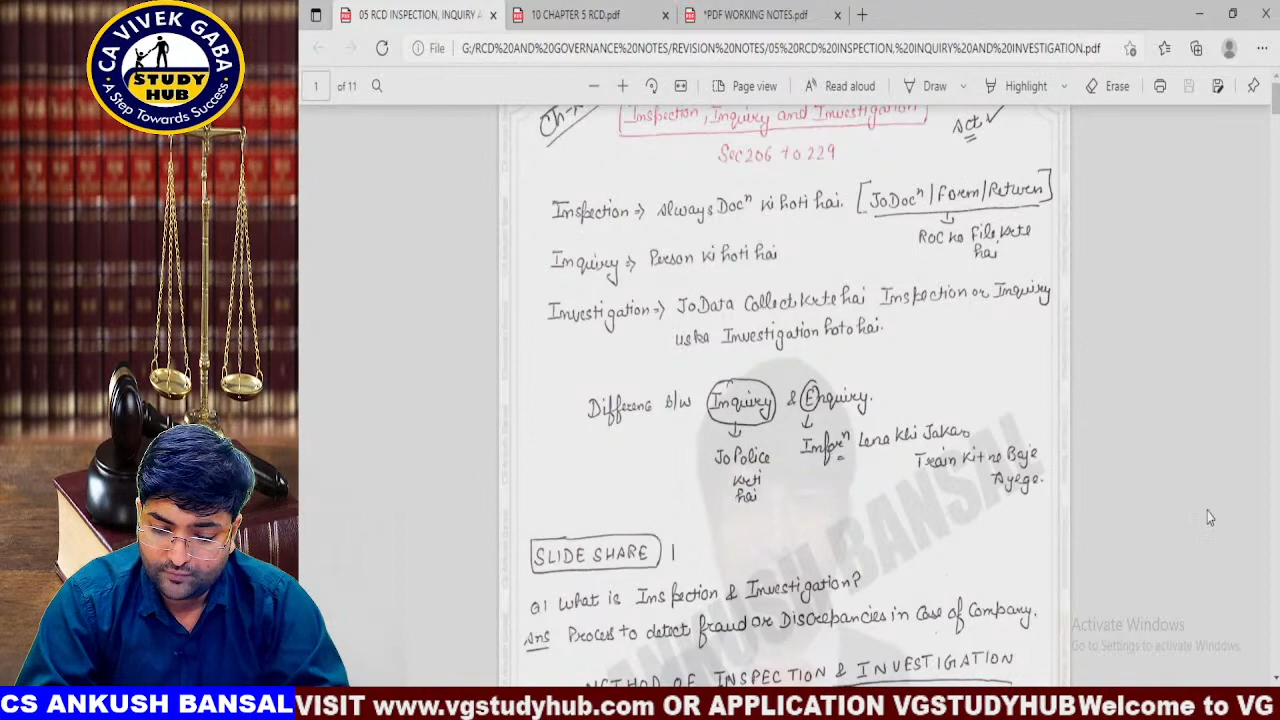 CA VIVEK GABA
STUDY
HUB
A Step Towards Success
05 RCD INSPECTION, INQUIRY A
10 CHAPTER 5 RCD.pdf
*PDF WORKING NOTES.pdf
File
G:/RCD%20AND%20GOVERNANCE%20NOTES/REVISION%20NOTES/05%20RCD%20INSPECTION,%20INQUIRY%20AND%20INVESTIGATION.pdf
1 of 11
Page view
Read aloud
Draw
Highlight
Erase
Inspection, Inquiry and Investigation
Act
Sec 206 to 229
Inspection ⇒ Always Docⁿ ki hoti hai. [Jo Docⁿ / Form / Return]
ROC ko File krte
hai
Inquiry ⇒ Person ki hoti hai
Investigation ⇒ Jo Data Collect krte hai Inspection or Inquiry
uska Investigation hota hai.
Difference b/w Inquiry & Enquiry.
Jo Police
krti
hai
Inforⁿ Lena khi Jakar
Train kitne Baje
Ayege.
SLIDE SHARE
Q1 What is Inspection & Investigation?
Ans Process to detect fraud or Discrepancies in Case of Company.
METHOD OF INSPECTION & INVESTIGATION
BANSAL
Activate Windows
Go to Settings to activate Windows.
CS ANKUSH BANSAL
VISIT www.vgstudyhub.com OR APPLICATION VGSTUDYHUB Welcome to VG